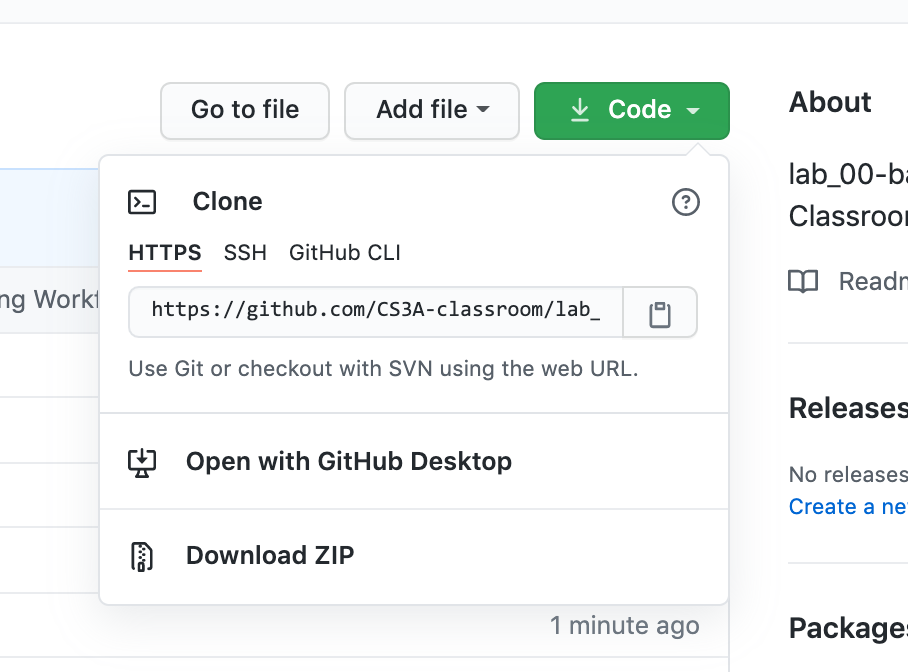 Go to file
Add file
Code
About
Clone
lab_00-ba
HTTPS SSH GitHub CLI
Classroom
Readm
ng Workf
https://github.com/CS3A-classroom/lab_
Use Git or checkout with SVN using the web URL.
Releases
Open with GitHub Desktop
No releases
Create a ne
Download ZIP
1 minute ago
Packages